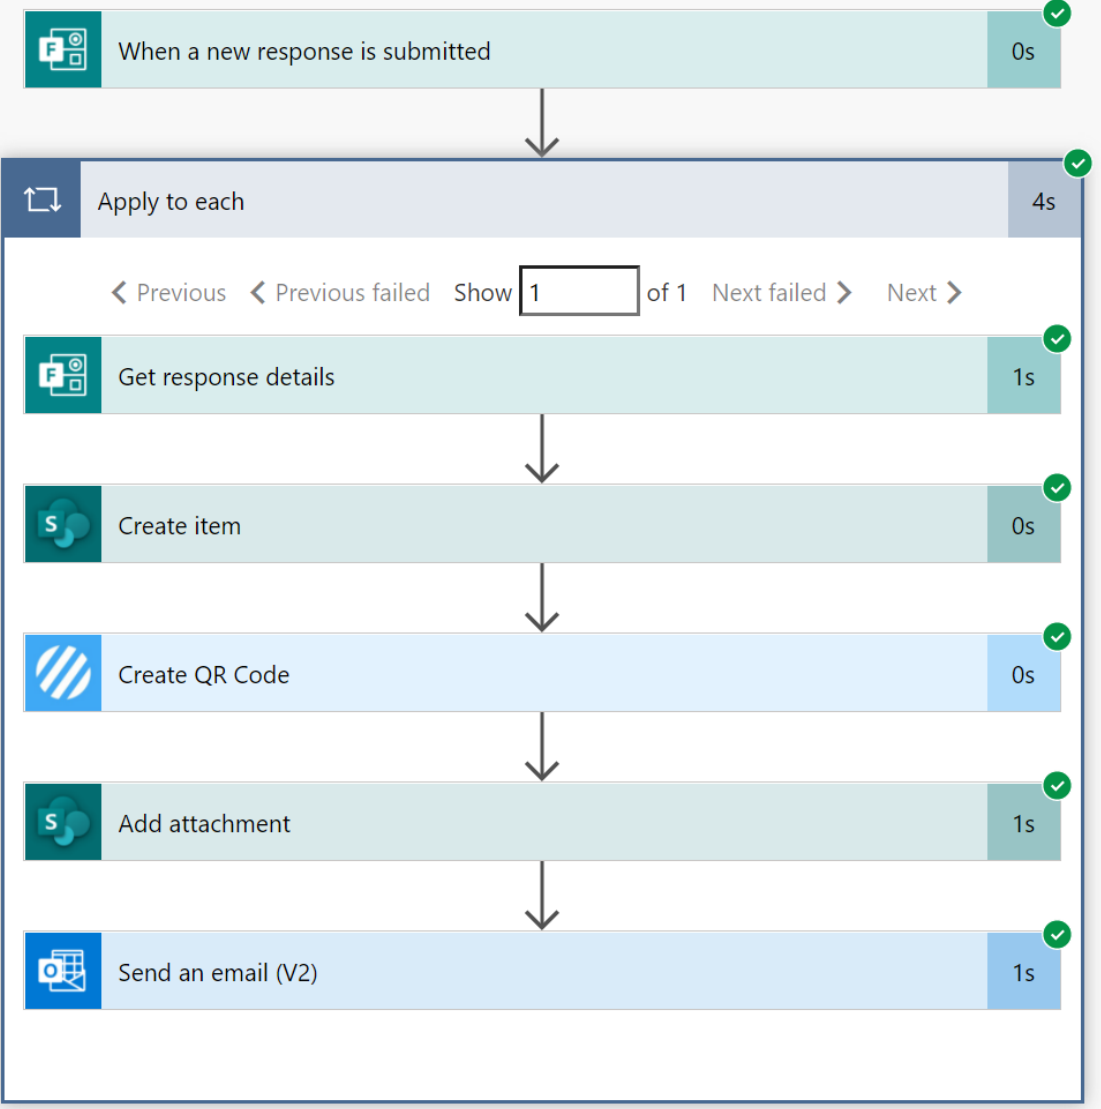 When a new response is submitted 0s
Apply to each 4s
Previous Previous failed Show 1 of 1 Next failed Next
F Get response details 1s
S Create item 0s
Create QR Code 0s
S Add attachment 1s
O Send an email (V2) 1s